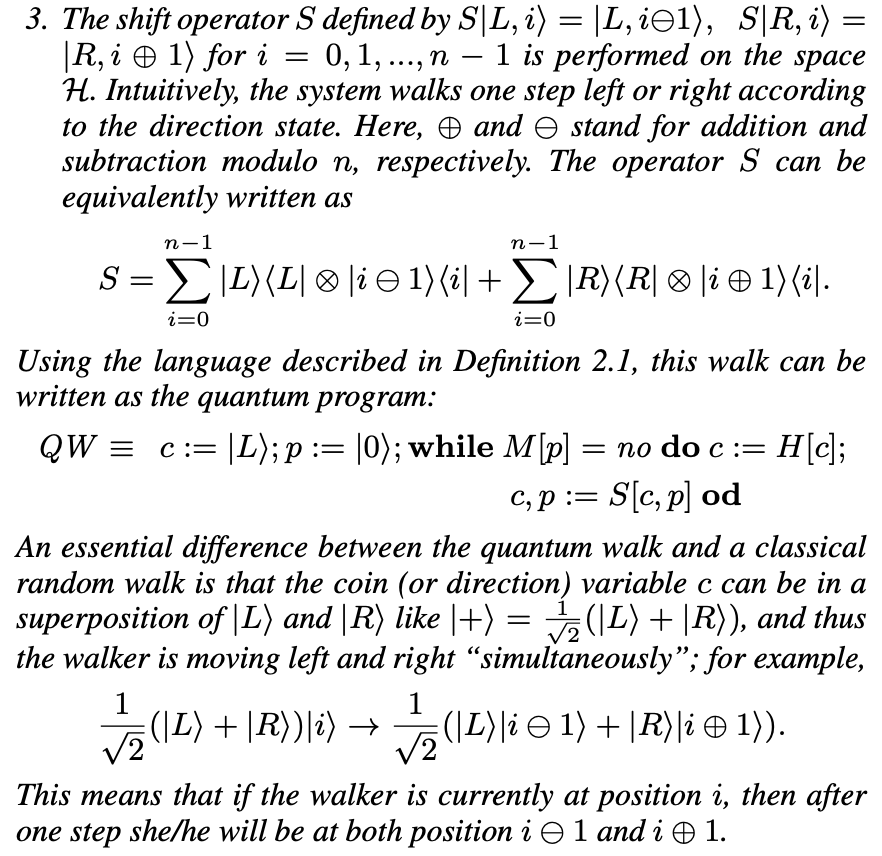 3. The shift operator S defined by S|L, i⟩ = |L, i⊖1⟩, S|R, i⟩ =
|R, i ⊕ 1⟩ for i = 0, 1, ..., n − 1 is performed on the space
ℋ. Intuitively, the system walks one step left or right according
to the direction state. Here, ⊕ and ⊖ stand for addition and
subtraction modulo n, respectively. The operator S can be
equivalently written as
S = ∑_{i=0}^{n−1} |L⟩⟨L| ⊗ |i ⊖ 1⟩⟨i| + ∑_{i=0}^{n−1} |R⟩⟨R| ⊗ |i ⊕ 1⟩⟨i|.
Using the language described in Definition 2.1, this walk can be
written as the quantum program:
QW ≡ c := |L⟩; p := |0⟩; while M[p] = no do c := H[c];
c, p := S[c, p] od
An essential difference between the quantum walk and a classical
random walk is that the coin (or direction) variable c can be in a
superposition of |L⟩ and |R⟩ like |+⟩ = 1/√2(|L⟩ + |R⟩), and thus
the walker is moving left and right “simultaneously”; for example,
1/√2(|L⟩ + |R⟩)|i⟩ → 1/√2(|L⟩|i ⊖ 1⟩ + |R⟩|i ⊕ 1⟩).
This means that if the walker is currently at position i, then after
one step she/he will be at both position i ⊖ 1 and i ⊕ 1.